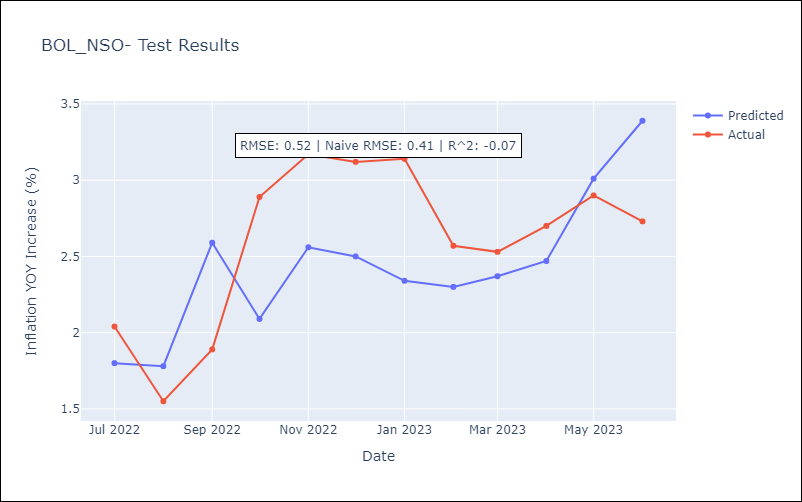 BOL_NSO- Test Results
3.5
3
2.5
2
1.5
Inflation YOY Increase (%)
RMSE: 0.52 | Naive RMSE: 0.41 | R^2: -0.07
Predicted
Actual
Jul 2022
Sep 2022
Nov 2022
Jan 2023
Mar 2023
May 2023
Date